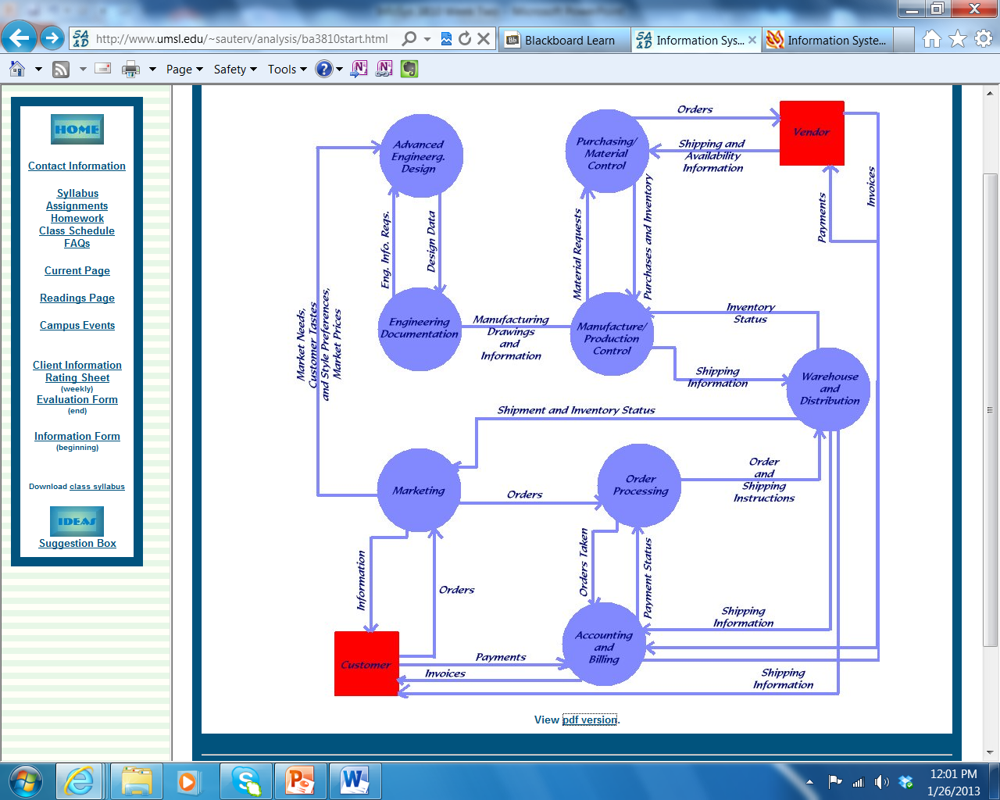 http://www.umsl.edu/~sauterv/analysis/ba3810start.html
Blackboard Learn
Information Sys...
Information Syste...
Page
Safety
Tools
HOME
Contact Information
Syllabus
Assignments
Homework
Class Schedule
FAQs
Current Page
Readings Page
Campus Events
Client Information
Rating Sheet
(weekly)
Evaluation Form
(end)
Information Form
(beginning)
Download class syllabus
IDEAS
Suggestion Box
Advanced
Engineerg.
Design
Purchasing/
Material
Control
Orders
Vendor
Shipping and
Availability
Information
Invoices
Payments
Eng. Info. Reqs.
Design Data
Material Requests
Purchases and Inventory
Market Needs,
Customer Tastes
and Style Preferences,
Market Prices
Engineering
Documentation
Manufacturing
Drawings
and
Information
Manufacture/
Production
Control
Inventory
Status
Shipping
Information
Warehouse
and
Distribution
Shipment and Inventory Status
Marketing
Orders
Order
Processing
Order
and
Shipping
Instructions
Information
Orders
Orders Taken
Payment Status
Shipping
Information
Accounting
and
Billing
Customer
Payments
Invoices
Shipping
Information
View pdf version.
12:01 PM
1/26/2013